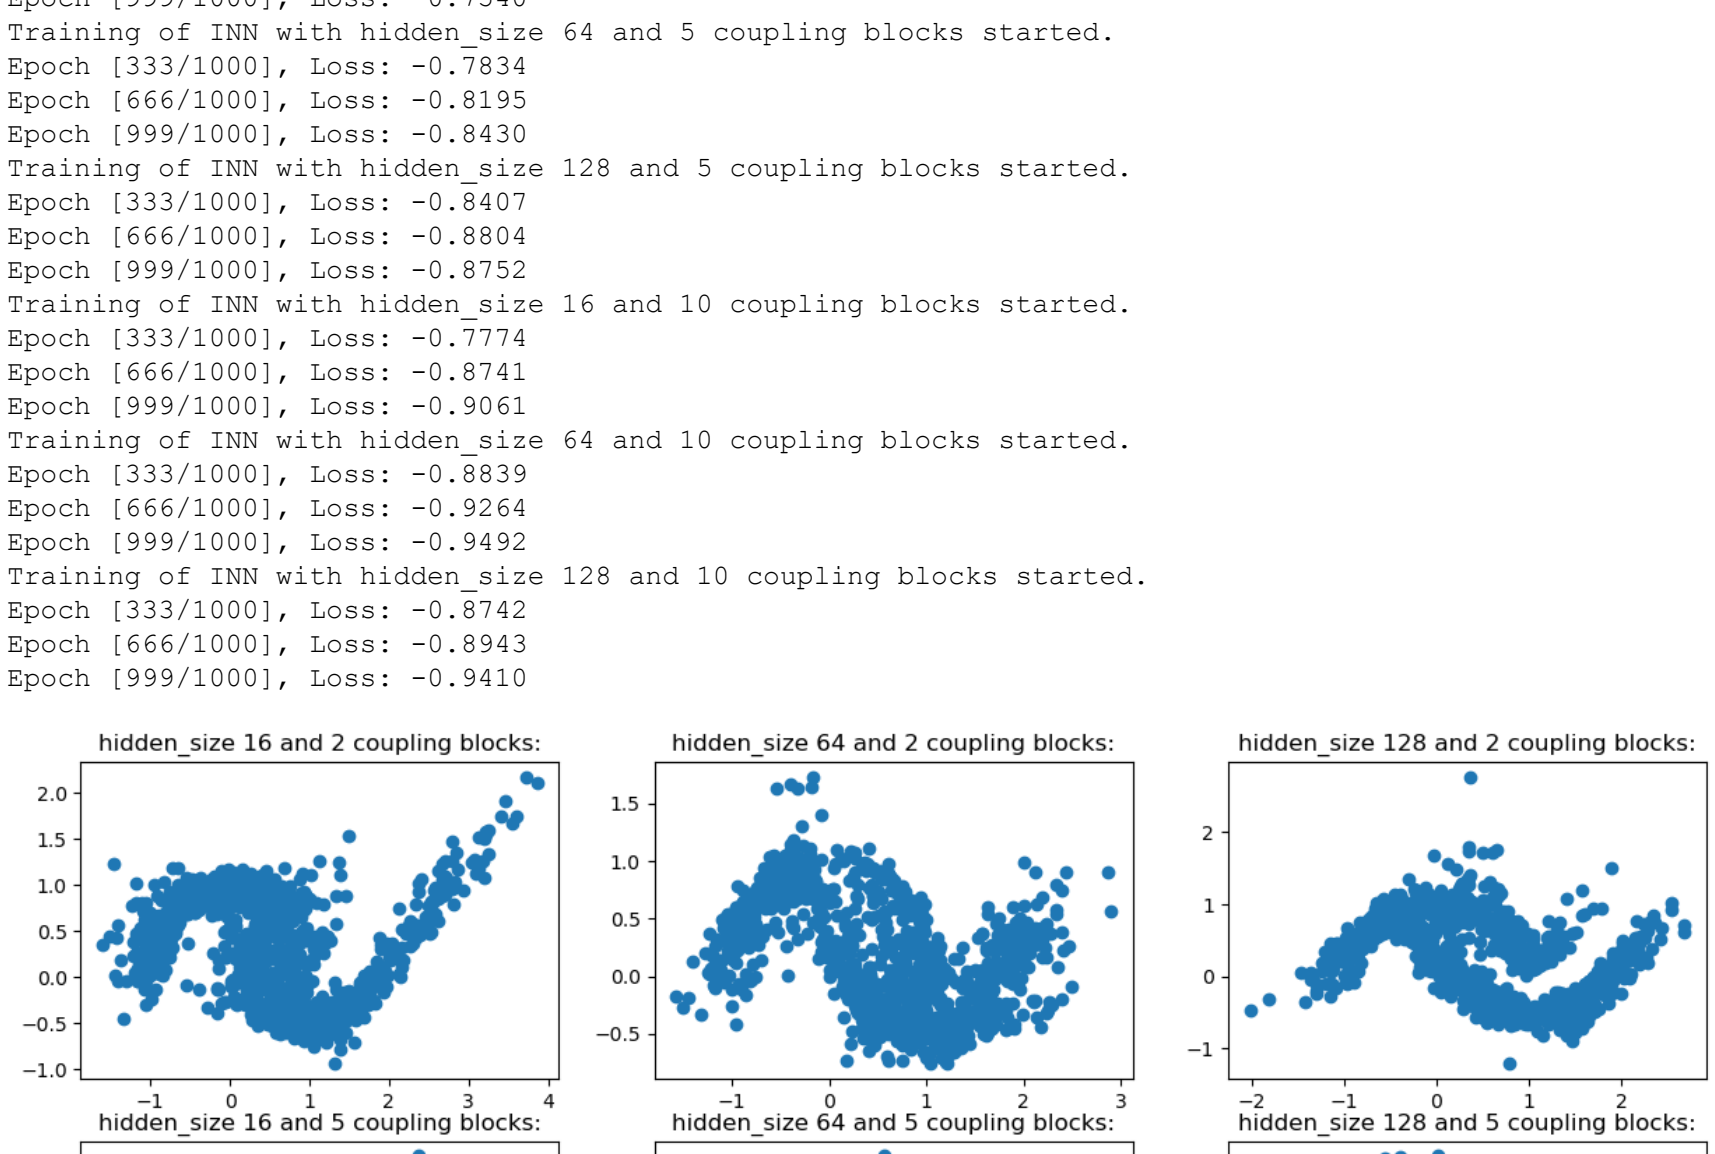 Epoch [999/1000], Loss: -0.7540
Training of INN with hidden_size 64 and 5 coupling blocks started.
Epoch [333/1000], Loss: -0.7834
Epoch [666/1000], Loss: -0.8195
Epoch [999/1000], Loss: -0.8430
Training of INN with hidden_size 128 and 5 coupling blocks started.
Epoch [333/1000], Loss: -0.8407
Epoch [666/1000], Loss: -0.8804
Epoch [999/1000], Loss: -0.8752
Training of INN with hidden_size 16 and 10 coupling blocks started.
Epoch [333/1000], Loss: -0.7774
Epoch [666/1000], Loss: -0.8741
Epoch [999/1000], Loss: -0.9061
Training of INN with hidden_size 64 and 10 coupling blocks started.
Epoch [333/1000], Loss: -0.8839
Epoch [666/1000], Loss: -0.9264
Epoch [999/1000], Loss: -0.9492
Training of INN with hidden_size 128 and 10 coupling blocks started.
Epoch [333/1000], Loss: -0.8742
Epoch [666/1000], Loss: -0.8943
Epoch [999/1000], Loss: -0.9410
hidden_size 16 and 2 coupling blocks:
2.0
1.5
1.0
0.5
0.0
−0.5
−1.0
−1 0 1 2 3 4
hidden_size 64 and 2 coupling blocks:
1.5
1.0
0.5
0.0
−0.5
−1 0 1 2 3
hidden_size 128 and 2 coupling blocks:
2
1
0
−1
−2 −1 0 1 2
hidden_size 16 and 5 coupling blocks:
hidden_size 64 and 5 coupling blocks:
hidden_size 128 and 5 coupling blocks: